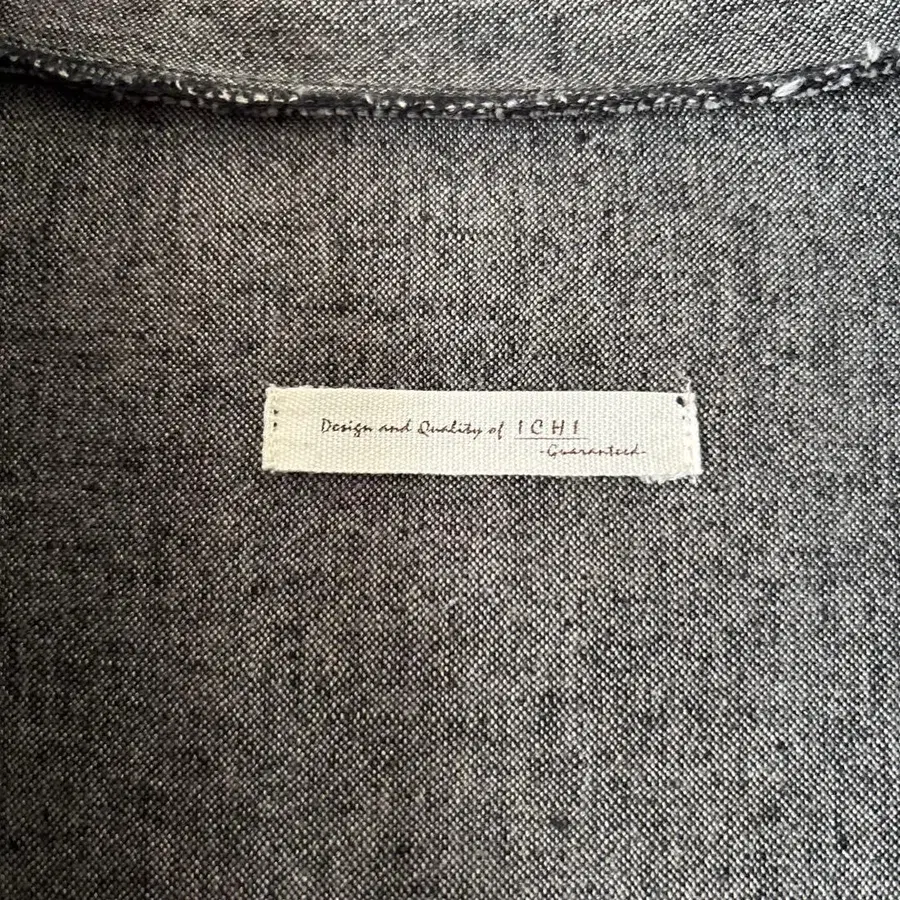 Design and Quality of ICHI
-Guaranteed-